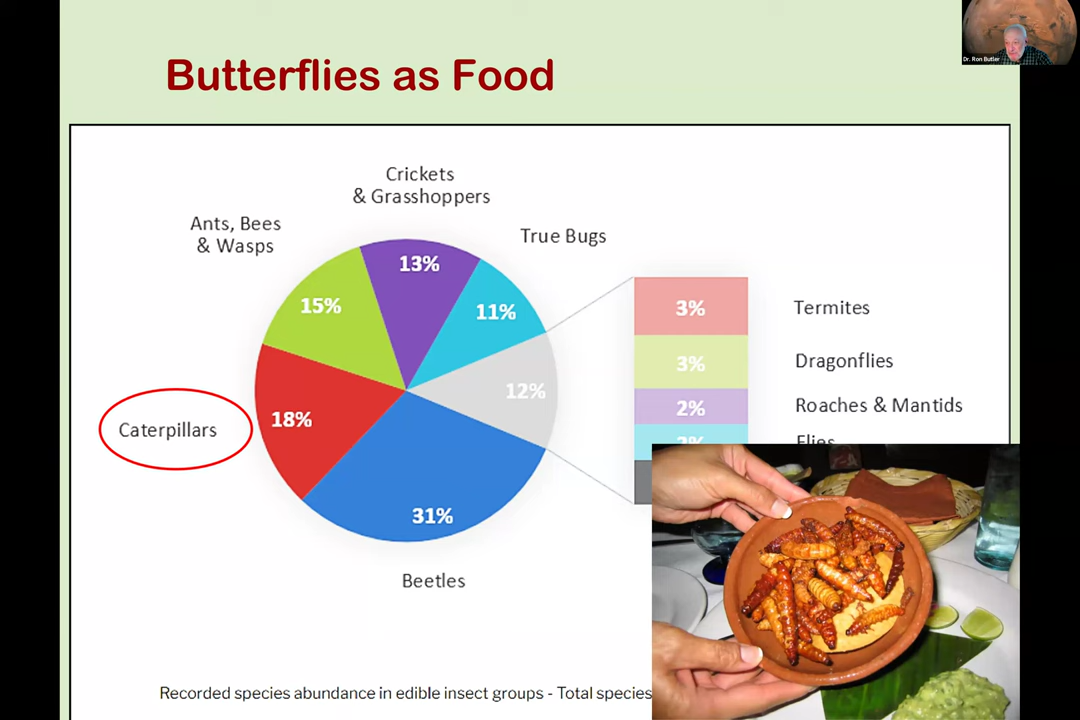 Dr. Ron Butler
Butterflies as Food
Crickets
& Grasshoppers
Ants, Bees
& Wasps
True Bugs
13%
15%
11%
3%
Termites
3%
Dragonflies
12%
2%
Roaches & Mantids
18%
Caterpillars
Flies
31%
Beetles
Recorded species abundance in edible insect groups - Total species